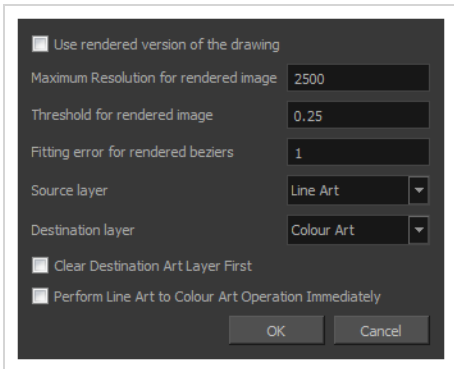 Use rendered version of the drawing
Maximum Resolution for rendered image 2500
Threshold for rendered image 0.25
Fitting error for rendered beziers 1
Source layer Line Art
Destination layer Colour Art
Clear Destination Art Layer First
Perform Line Art to Colour Art Operation Immediately
OK Cancel